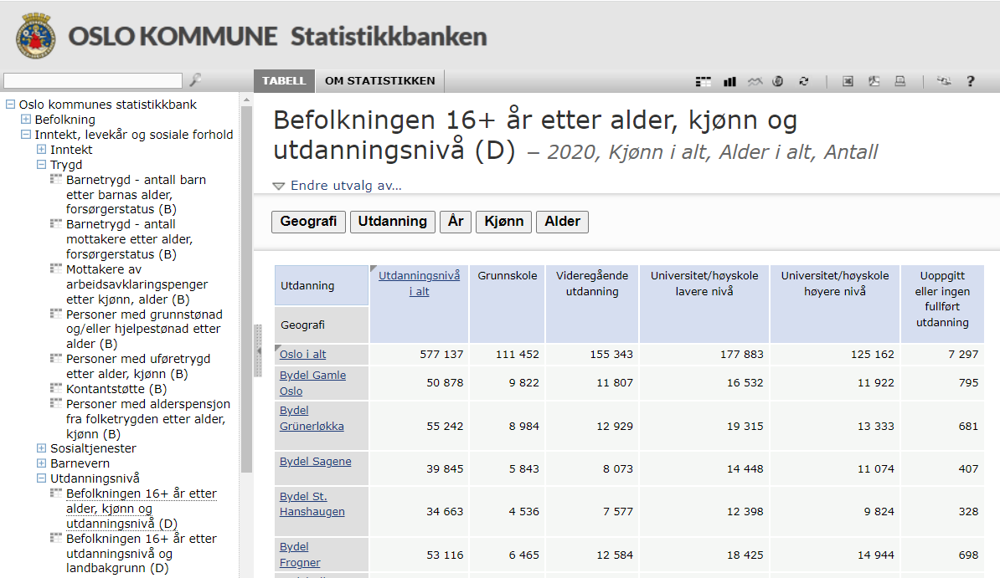 OSLO KOMMUNE Statistikkbanken
TABELL OM STATISTIKKEN ?
Oslo kommunes statistikkbank
Befolkning
Inntekt, levekår og sosiale forhold
Inntekt
Trygd
Barnetrygd - antall barn
etter barnas alder,
forsørgerstatus (B)
Barnetrygd - antall
mottakere etter alder,
forsørgerstatus (B)
Mottakere av
arbeidsavklaringspenger
etter kjønn, alder (B)
Personer med grunnstønad
og/eller hjelpestønad etter
alder (B)
Personer med uføretrygd
etter alder, kjønn (B)
Kontantstøtte (B)
Personer med alderspensjon
fra folketrygden etter alder,
kjønn (B)
Sosialtjenester
Barnevern
Utdanningsnivå
Befolkningen 16+ år etter
alder, kjønn og
utdanningsnivå (D)
Befolkningen 16+ år etter
utdanningsnivå og
landbakgrunn (D)
Befolkningen 16+ år etter alder, kjønn og
utdanningsnivå (D) – 2020, Kjønn i alt, Alder i alt, Antall
Endre utvalg av...
Geografi Utdanning År Kjønn Alder
Utdanning
Geografi
Utdanningsnivå
i alt
Grunnskole
Videregående
utdanning
Universitet/høyskole
lavere nivå
Universitet/høyskole
høyere nivå
Uoppgitt
eller ingen
fullført
utdanning
Oslo i alt 577 137 111 452 155 343 177 883 125 162 7 297
Bydel Gamle
Oslo 50 878 9 822 11 807 16 532 11 922 795
Bydel
Grünerløkka 55 242 8 984 12 929 19 315 13 333 681
Bydel Sagene 39 845 5 843 8 073 14 448 11 074 407
Bydel St.
Hanshaugen 34 663 4 536 7 577 12 398 9 824 328
Bydel
Frogner 53 116 6 465 12 584 18 425 14 944 698